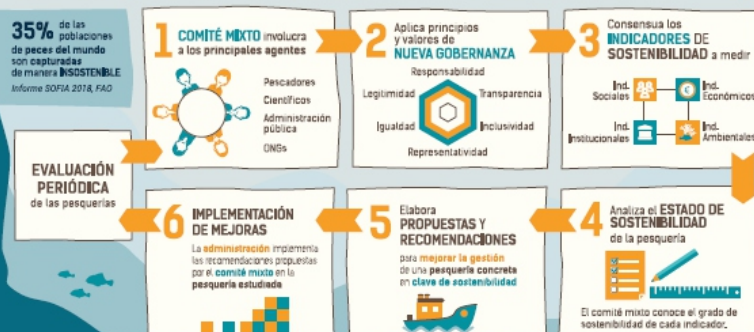 35% de las
poblaciones
de peces del mundo
son capturadas
de manera INSOSTENIBLE
Informe SOFIA 2018, FAO
1 COMITÉ MIXTO involucra
a los principales agentes
Pescadores
Científicos
Administración
pública
ONGs
2 Aplica principios
y valores de
NUEVA GOBERNANZA
Responsabilidad
Legitimidad
Transparencia
Igualdad
Inclusividad
Representatividad
3 Consensua los
INDICADORES DE
SOSTENIBILIDAD a medir
Ind.
Sociales
Ind.
Económicos
Ind.
Institucionales
Ind.
Ambientales
4 Analiza el ESTADO DE
SOSTENIBILIDAD
de la pesquería
El comité mixto conoce el grado de
sostenibilidad de cada indicador.
5 Elabora
PROPUESTAS Y
RECOMENDACIONES
para mejorar la gestión
de una pesquería concreta
en clave de sostenibilidad
6 IMPLEMENTACIÓN
DE MEJORAS
La administración implementa
las recomendaciones propuestas
por el comité mixto en la
pesquería estudiada
EVALUACIÓN
PERIÓDICA
de las pesquerías